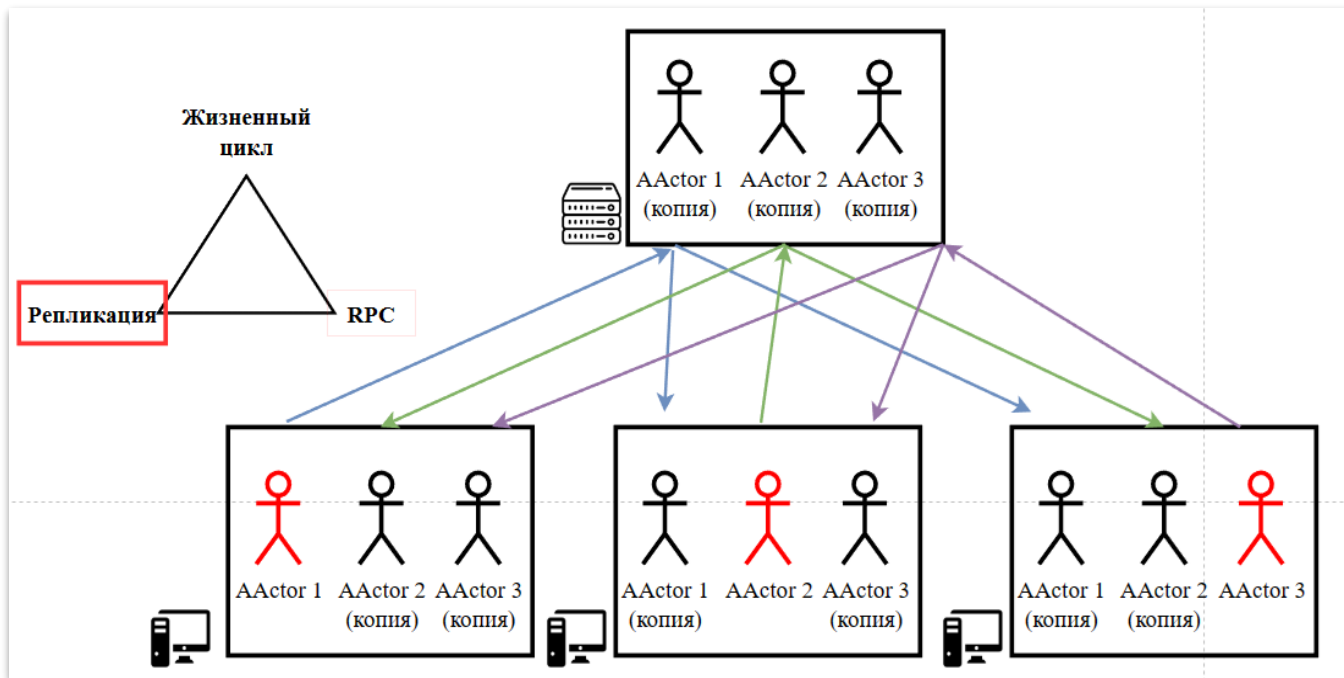 Жизненный
цикл
Репликация
RPC
AActor 1
(копия)
AActor 2
(копия)
AActor 3
(копия)
AActor 1
AActor 2
(копия)
AActor 3
(копия)
AActor 1
(копия)
AActor 2
AActor 3
(копия)
AActor 1
(копия)
AActor 2
(копия)
AActor 3